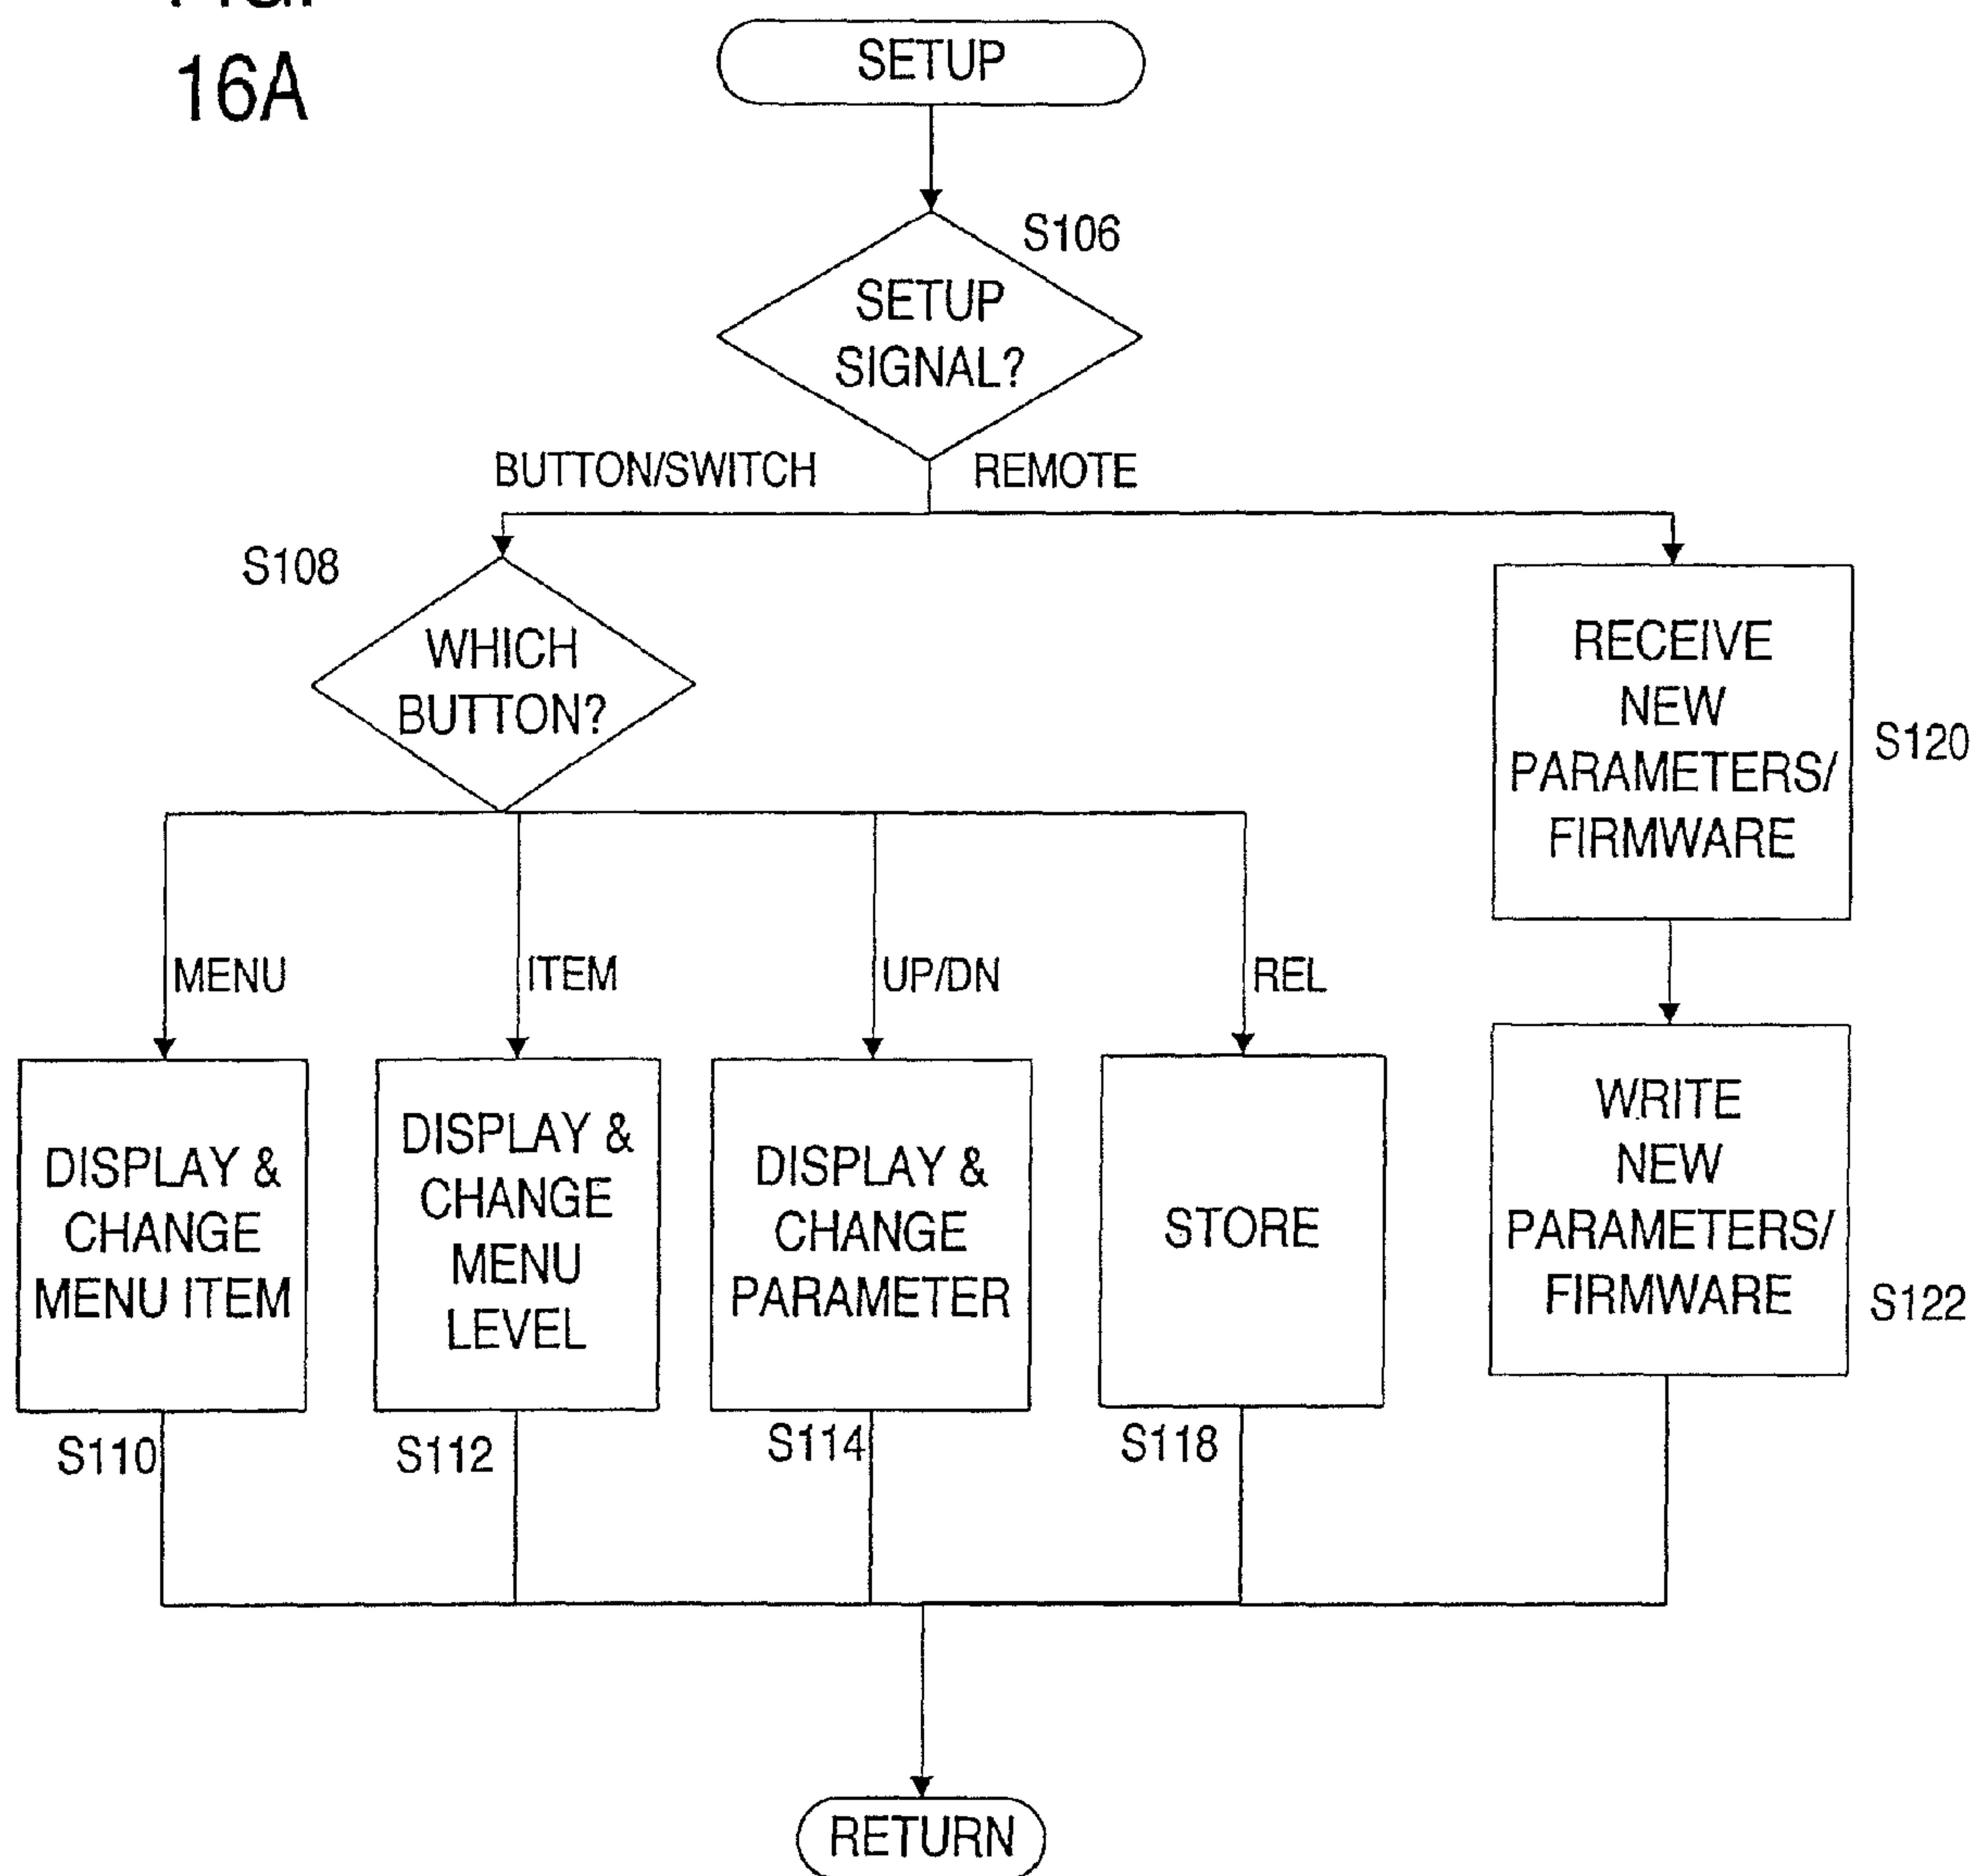 16A
SETUP
S106
SETUP
SIGNAL?
BUTTON/SWITCH
REMOTE
S108
WHICH
BUTTON?
RECEIVE
NEW
PARAMETERS/
FIRMWARE
S120
MENU
ITEM
UP/DN
REL
DISPLAY &
CHANGE
MENU ITEM
DISPLAY &
CHANGE
MENU
LEVEL
DISPLAY &
CHANGE
PARAMETER
STORE
WRITE
NEW
PARAMETERS/
FIRMWARE
S122
S110
S112
S114
S118
RETURN